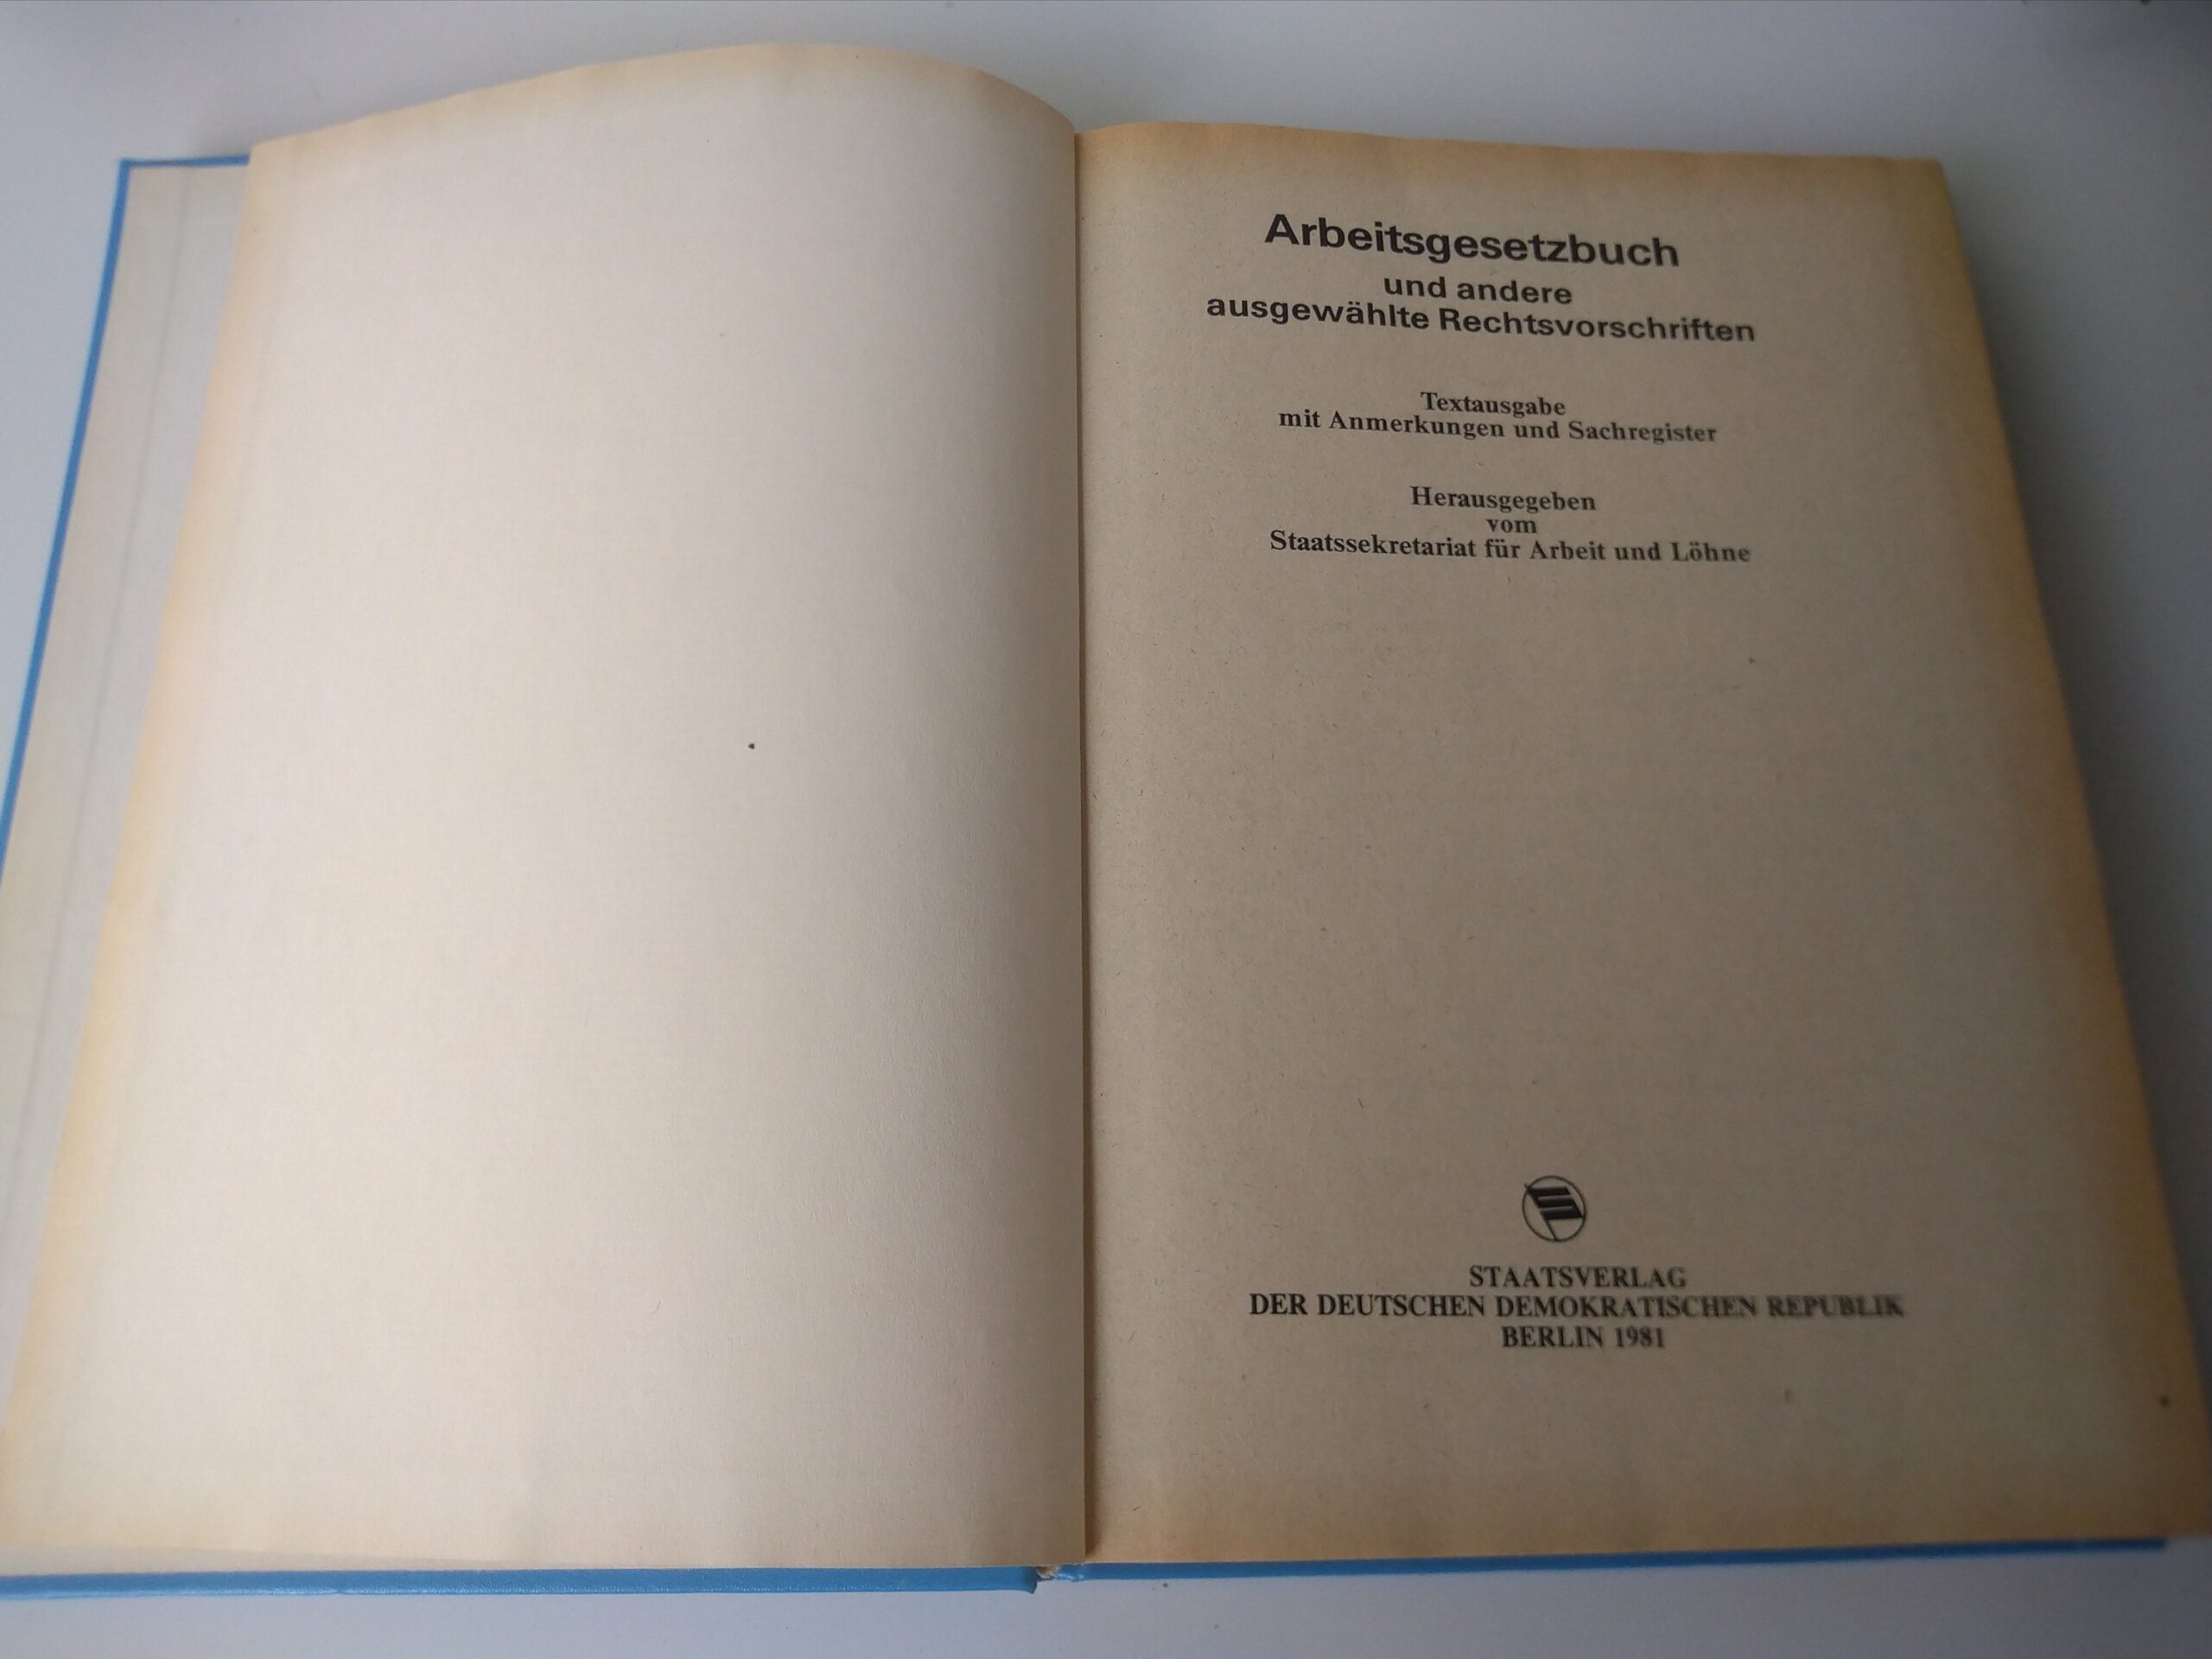 Arbeitsgesetzbuch
und andere
ausgewählte Rechtsvorschriften
Textausgabe
mit Anmerkungen und Sachregister
Herausgegeben
vom
Staatssekretariat für Arbeit und Löhne
STAATSVERLAG
DER DEUTSCHEN DEMOKRATISCHEN REPUBLIK
BERLIN 1981